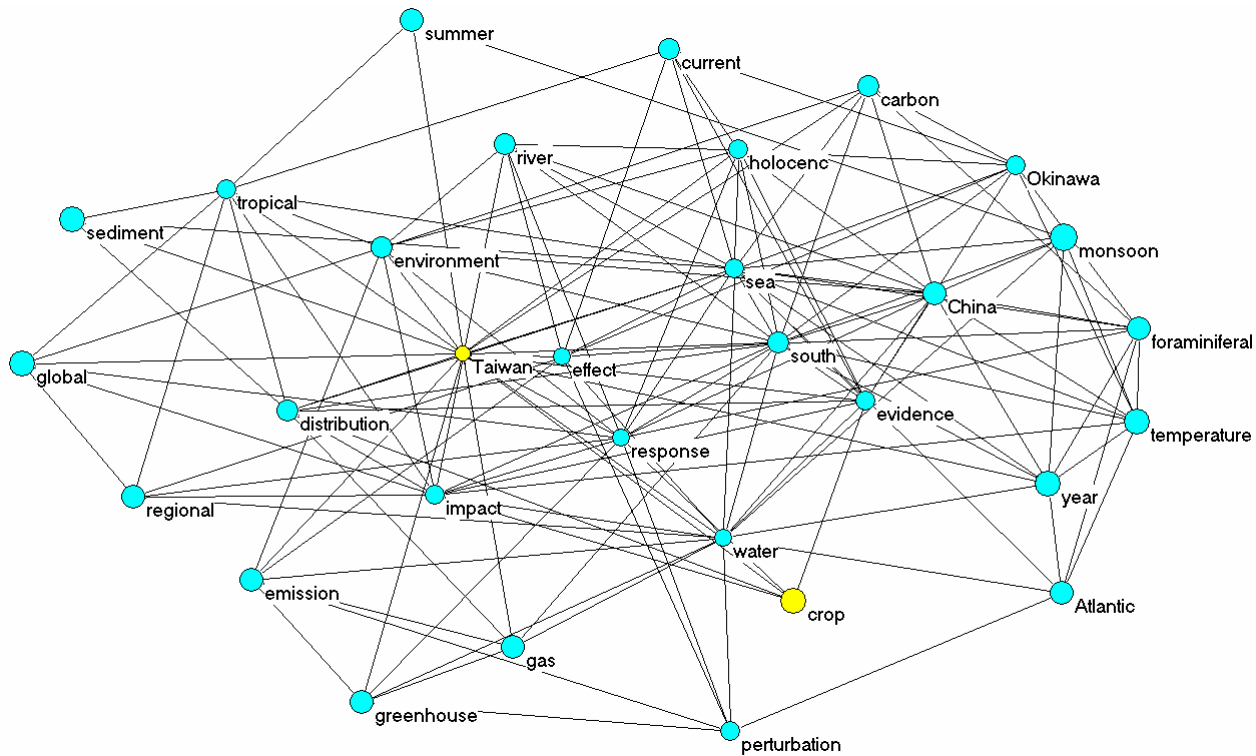 summer
current
carbon
river
holocenc
Okinawa
tropical
sediment
environment
monsoon
sea
China
foraminiferal
south
Taiwan
effect
global
evidence
distribution
temperature
response
year
regional
impact
water
emission
crop
Atlantic
gas
greenhouse
perturbation